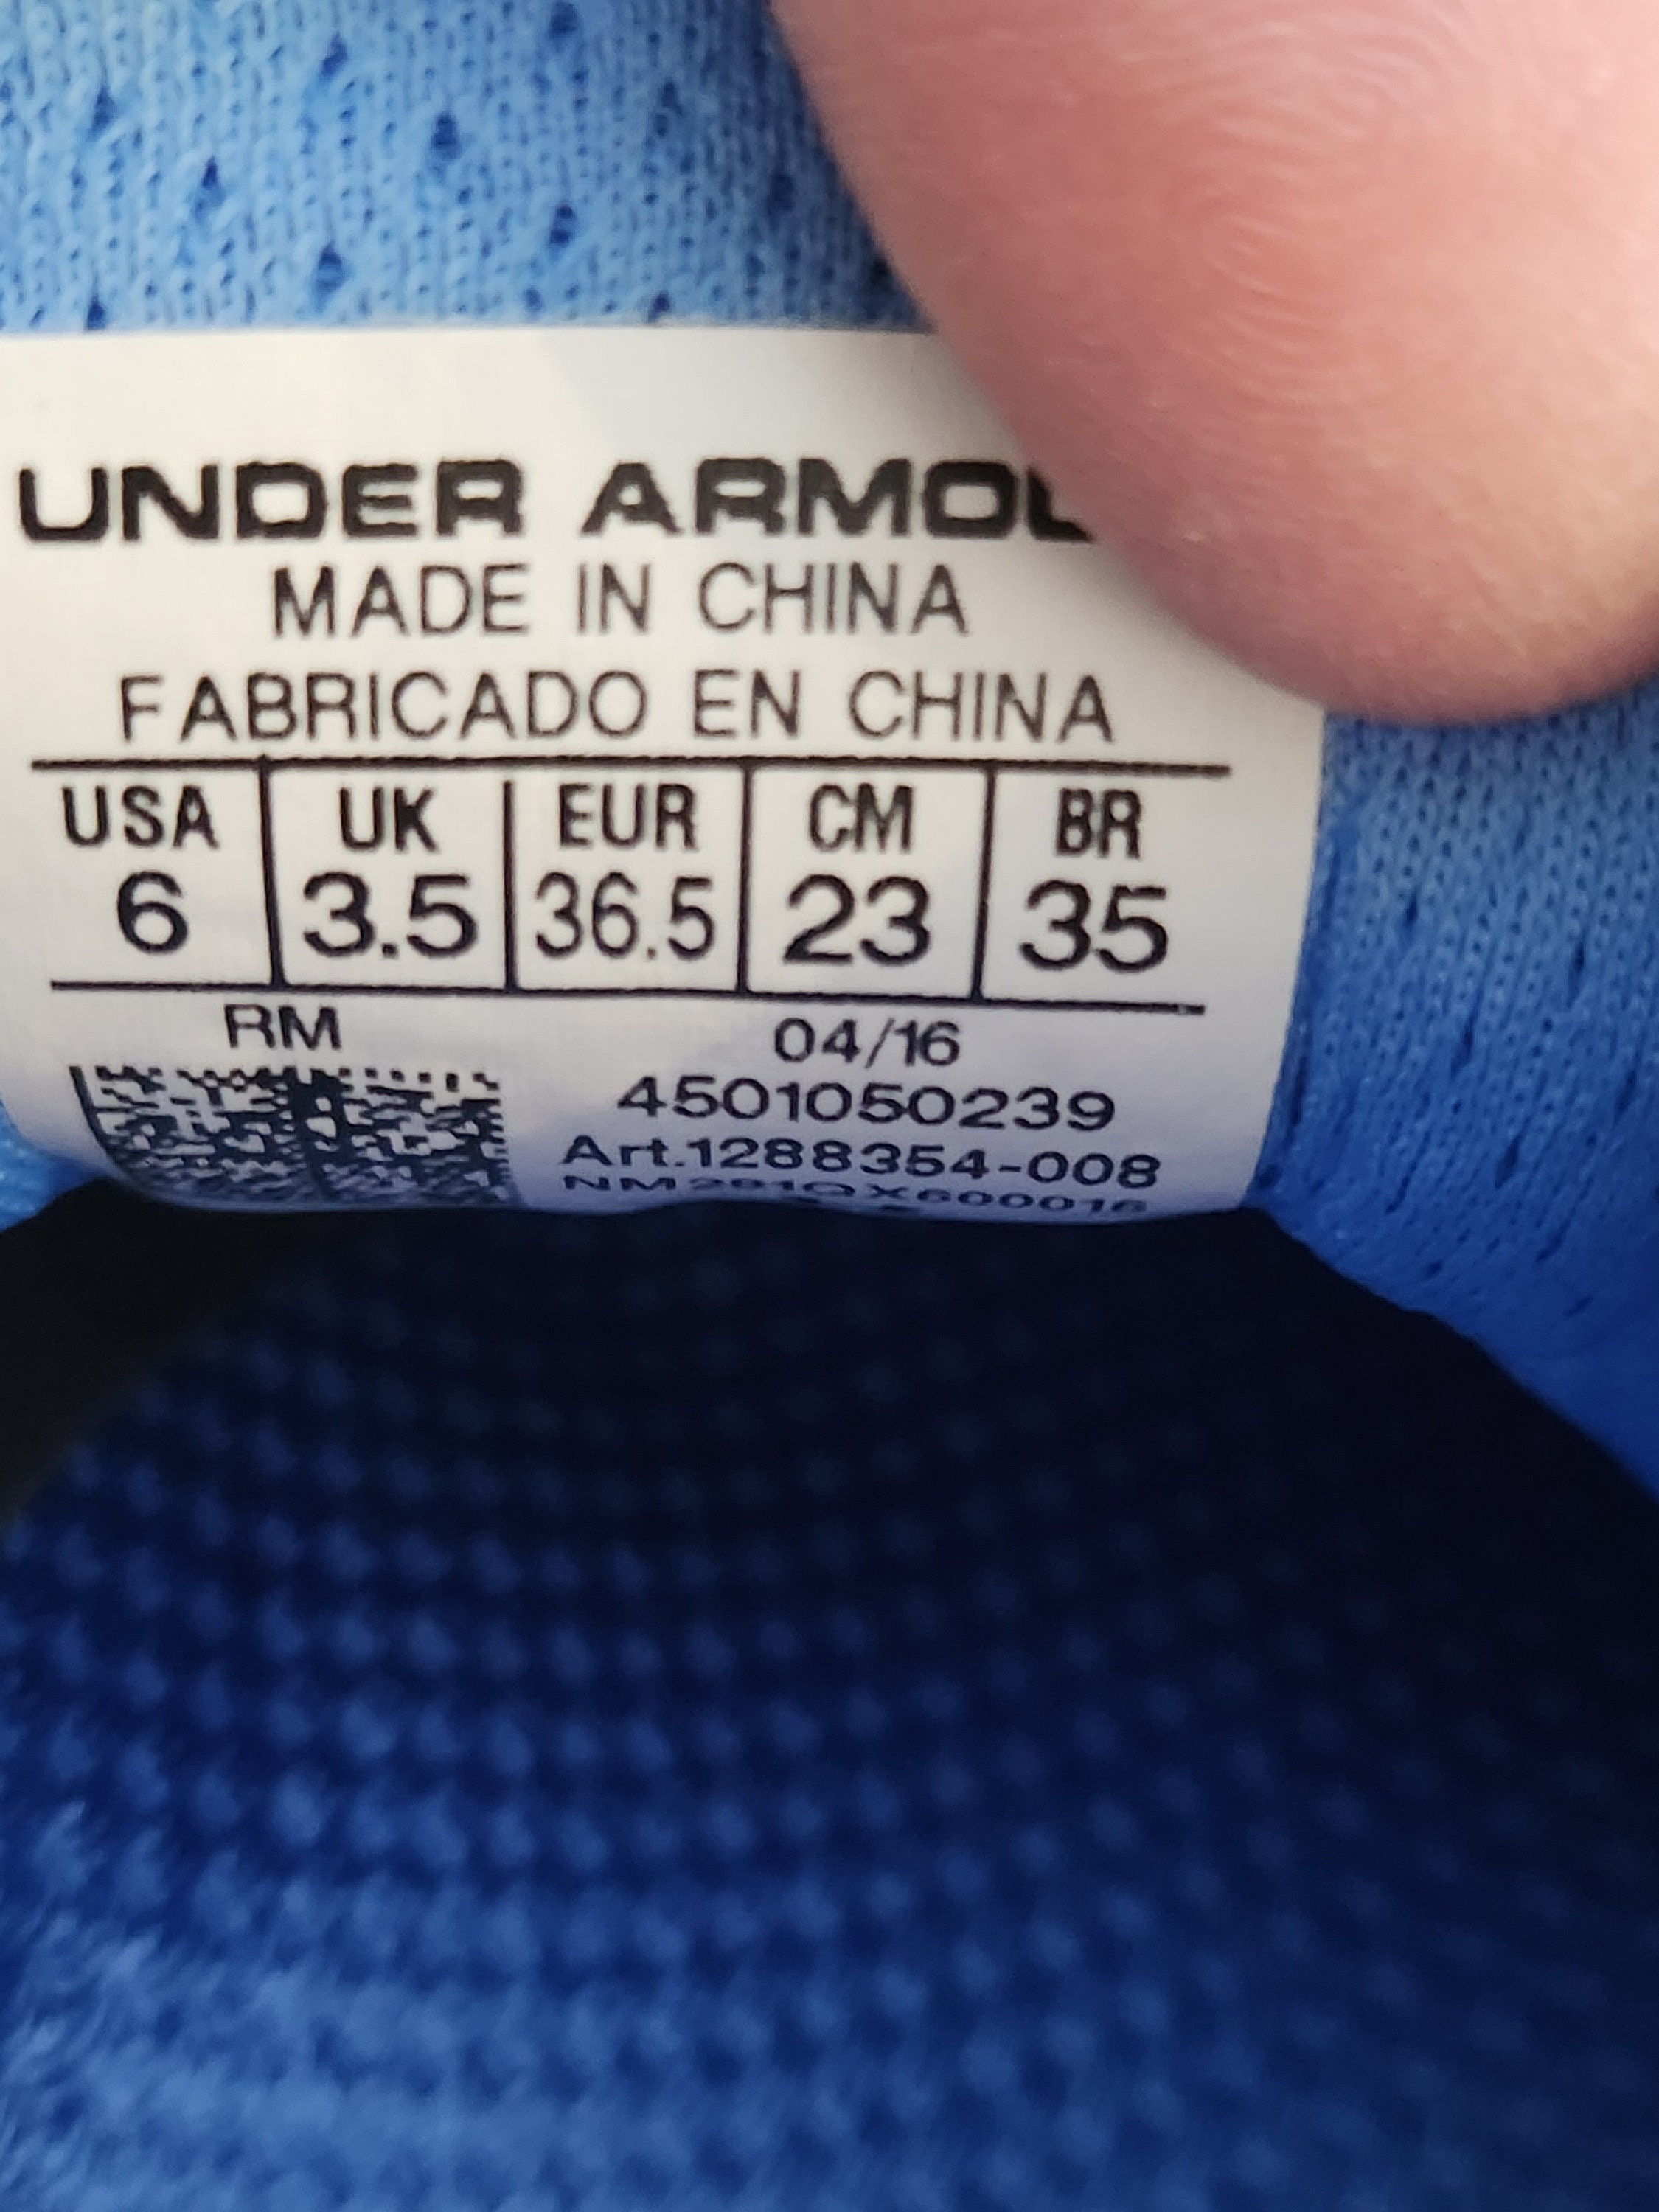 UNDER ARMOU
MADE IN CHINA
FABRICADO EN CHINA
USA UK EUR CM BR
6 3.5 36.5 23 35
RM 04/16
4501050239
Art.1288354-008